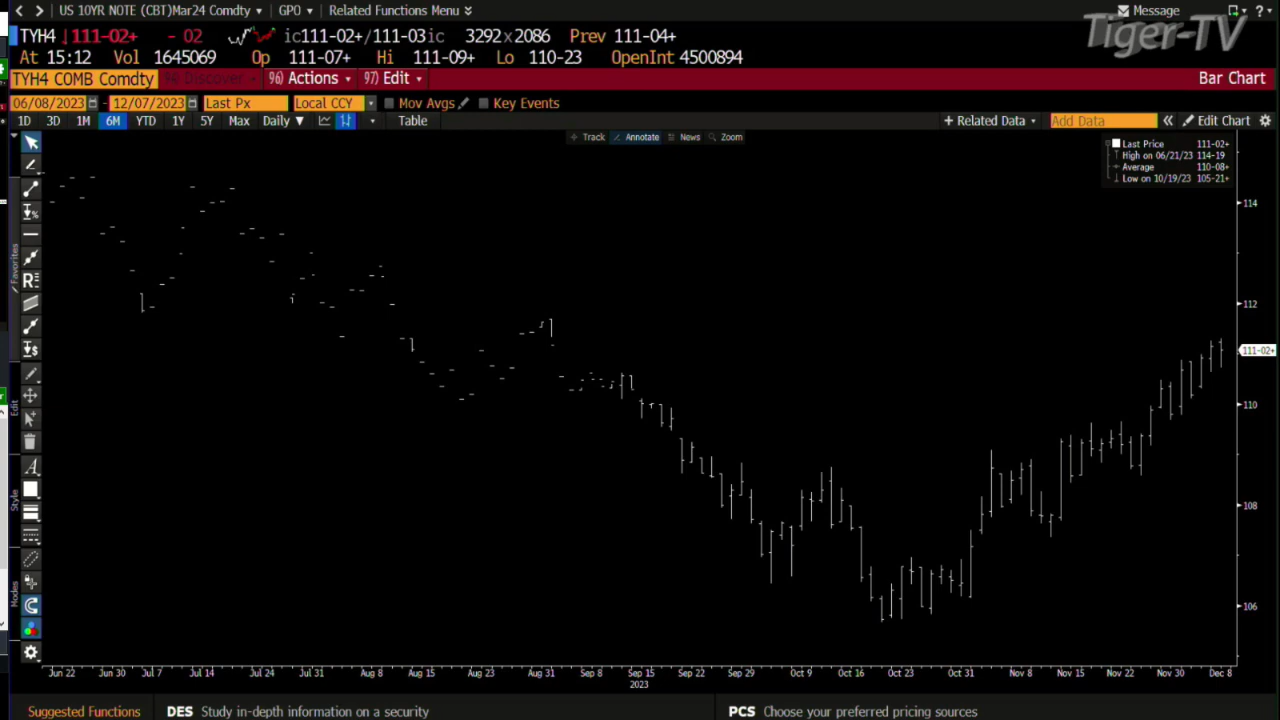 US 10YR NOTE (CBT)Mar24 Comdty GPO Related Functions Menu Message
Tiger-TV
TYH4 111-02+ - 02 ic111-02+/111-03ic 3292x2086 Prev 111-04+
At 15:12 Vol 1645069 Op 111-07+ Hi 111-09+ Lo 110-23 OpenInt 4500894
TYH4 COMB Comdty Discover 96) Actions 97) Edit Bar Chart
06/08/2023 - 12/07/2023 Last Px Local CCY Mov Avgs Key Events
1D 3D 1M 6M YTD 1Y 5Y Max Daily ▼ Table + Related Data Add Data « Edit Chart
Track Annotate News Zoom
Last Price 111-02+
High on 06/21/23 114-19
Average 110-08+
Low on 10/19/23 105-21+
Favorites
Edit
Style
Modes
114
112
111-02+
110
108
106
Jun 22 Jun 30 Jul 7 Jul 14 Jul 24 Jul 31 Aug 8 Aug 15 Aug 23 Aug 31 Sep 8 Sep 15 Sep 22 Sep 29 Oct 9 Oct 16 Oct 23 Oct 31 Nov 8 Nov 15 Nov 22 Nov 30 Dec 8
2023
Suggested Functions DES Study in-depth information on a security PCS Choose your preferred pricing sources